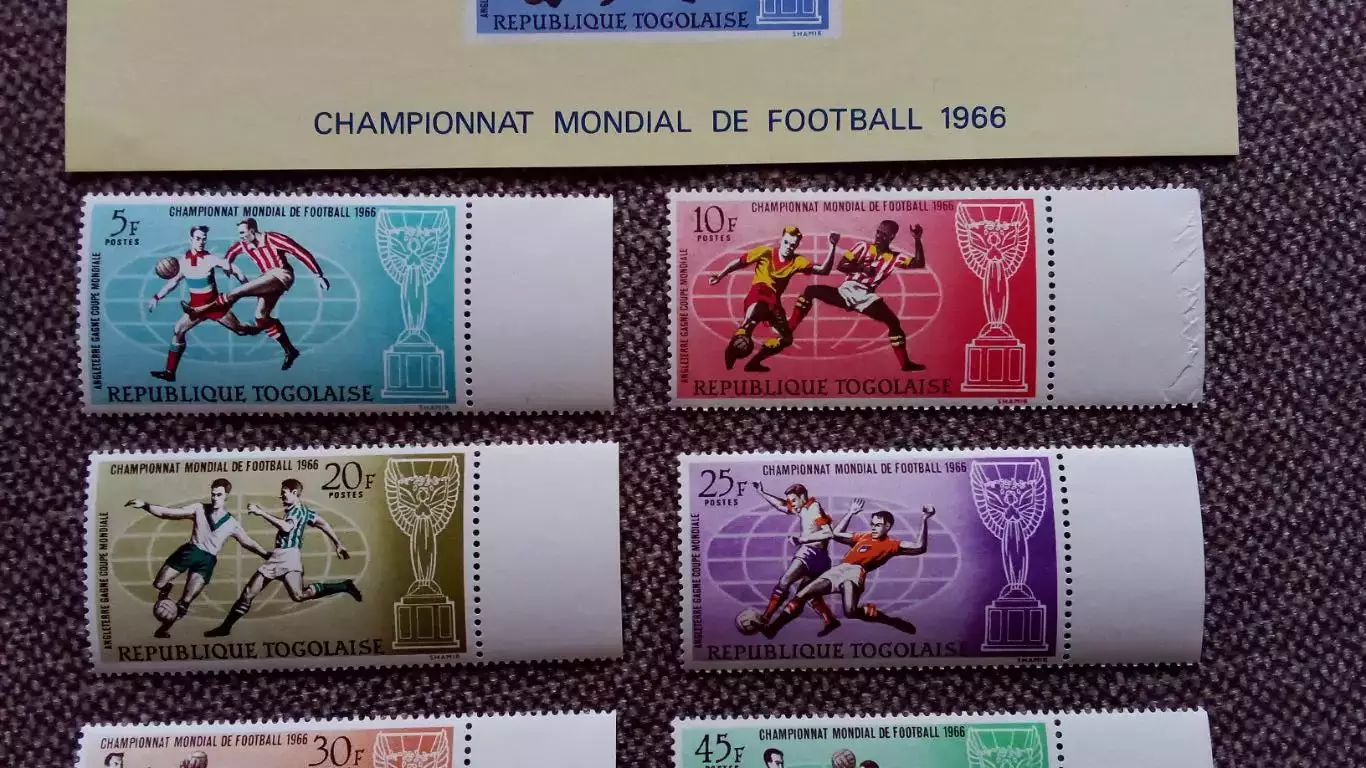 ANGLE
REPUBLIQUE TOGOLAISE
SHAMIR
CHAMPIONNAT MONDIAL DE FOOTBALL 1966
5F
POSTES
CHAMPIONNAT MONDIAL DE FOOTBALL 1966
ANGLETERRE GAGNE COUPE MONDIALE
REPUBLIQUE TOGOLAISE
SHAMIR
10F
POSTES
CHAMPIONNAT MONDIAL DE FOOTBALL 1966
ANGLETERRE GAGNE COUPE MONDIALE
REPUBLIQUE TOGOLAISE
SHAMIR
CHAMPIONNAT MONDIAL DE FOOTBALL 1966
20F
POSTES
ANGLETERRE GAGNE COUPE MONDIALE
REPUBLIQUE TOGOLAISE
SHAMIR
25F
POSTES
CHAMPIONNAT MONDIAL DE FOOTBALL 1966
ANGLETERRE GAGNE COUPE MONDIALE
REPUBLIQUE TOGOLAISE
SHAMIR
CHAMPIONNAT MONDIAL DE FOOTBALL 1966
30F
45F
POSTES
CHAMPIONNAT MONDIAL DE FOOTBALL 1966